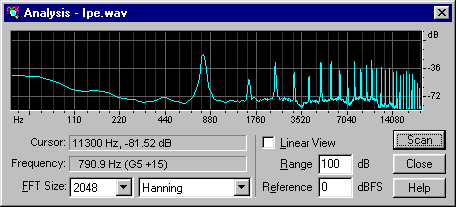 Analysis - lpe.wav
dB
-36
-72
Hz 110 220 440 880 1760 3520 7040 14080
Cursor: 11300 Hz, -81.52 dB
Frequency: 790.9 Hz (G5 +15)
FFT Size: 2048 Hanning
Linear View
Range 100 dB
Reference 0 dBFS
Scan
Close
Help